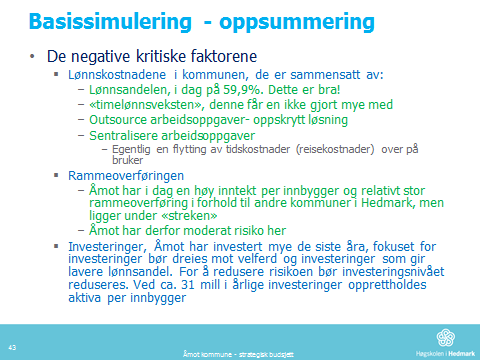 Basissimulering - oppsummering
• De negative kritiske faktorene
▪ Lønnskostnadene i kommunen, de er sammensatt av:
– Lønnsandelen, i dag på 59,9%. Dette er bra!
– «timelønnsveksten», denne får en ikke gjort mye med
– Outsource arbeidsoppgaver- oppskrytt løsning
– Sentralisere arbeidsoppgaver
– Egentlig en flytting av tidskostnader (reisekostnader) over på
bruker
▪ Rammeoverføringen
– Åmot har i dag en høy inntekt per innbygger og relativt stor
rammeoverføring i forhold til andre kommuner i Hedmark, men
ligger under «streken»
– Åmot har derfor moderat risiko her
▪ Investeringer, Åmot har investert mye de siste åra, fokuset for
investeringer bør dreies mot velferd og investeringer som gir
lavere lønnsandel. For å redusere risikoen bør investeringsnivået
reduseres. Ved ca. 31 mill i årlige investeringer opprettholdes
aktiva per innbygger
43
Åmot kommune - strategisk budsjett
Høgskolen i Hedmark